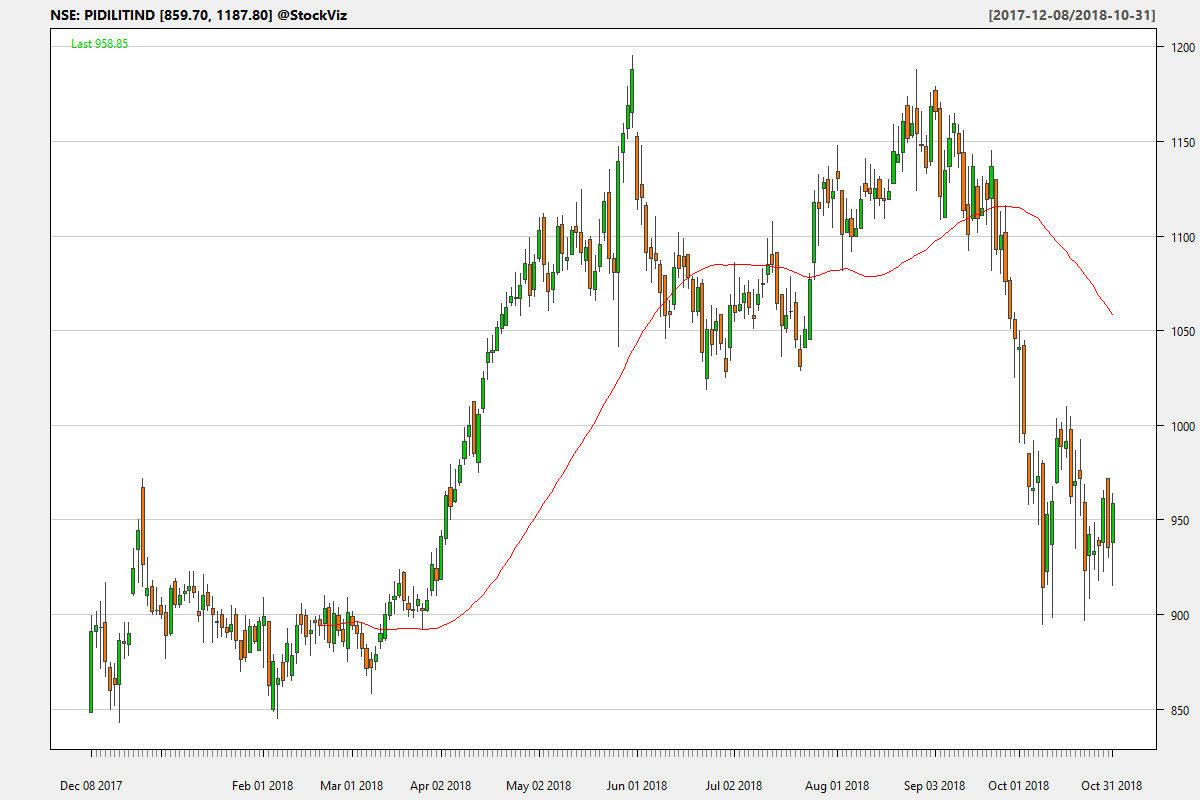 NSE: PIDILITIND [859.70, 1187.80] @StockViz [2017-12-08/2018-10-31]
Last 958.85
1200
1150
1100
1050
1000
950
900
850
Dec 08 2017 Feb 01 2018 Mar 01 2018 Apr 02 2018 May 02 2018 Jun 01 2018 Jul 02 2018 Aug 01 2018 Sep 03 2018 Oct 01 2018 Oct 31 2018